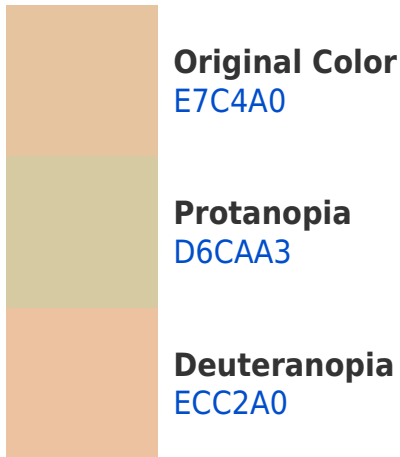 Original Color
E7C4A0
Protanopia
D6CAA3
Deuteranopia
ECC2A0